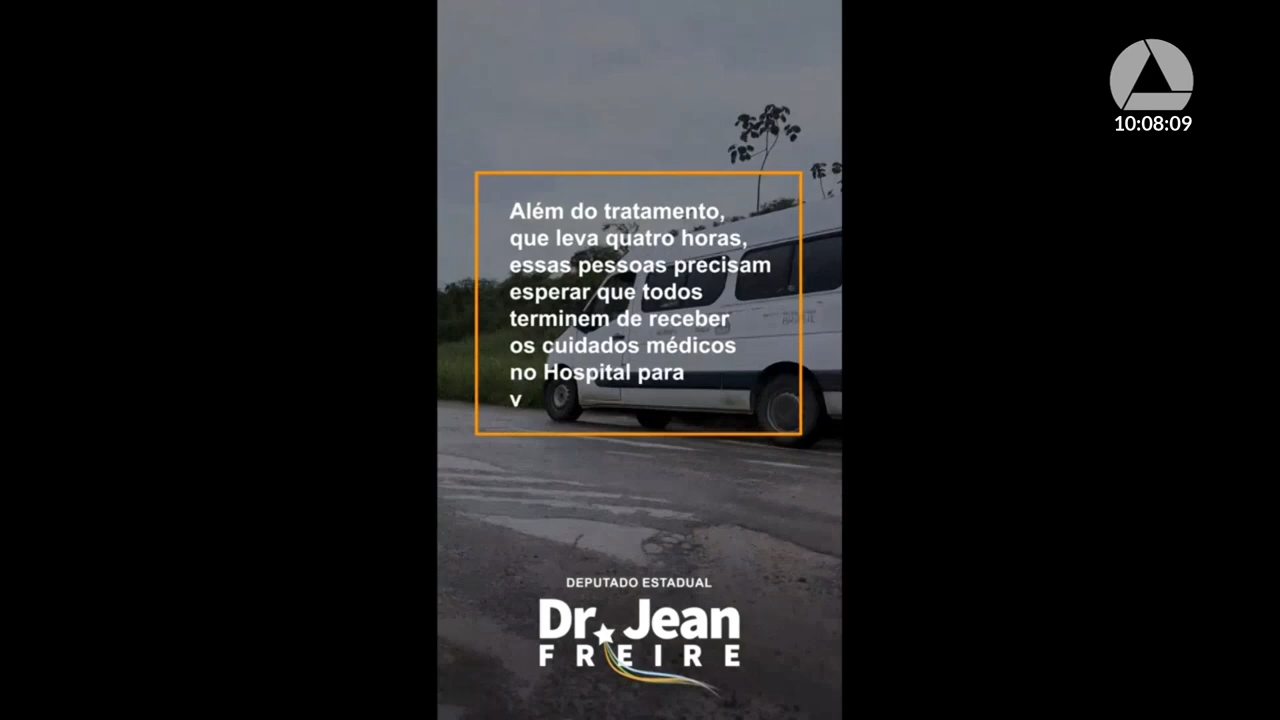 10:08:09
Além do tratamento,
que leva quatro horas,
essas pessoas precisam
esperar que todos
terminem de receber
os cuidados médicos
no Hospital para
v
DEPUTADO ESTADUAL
Dr. Jean
FREIRE